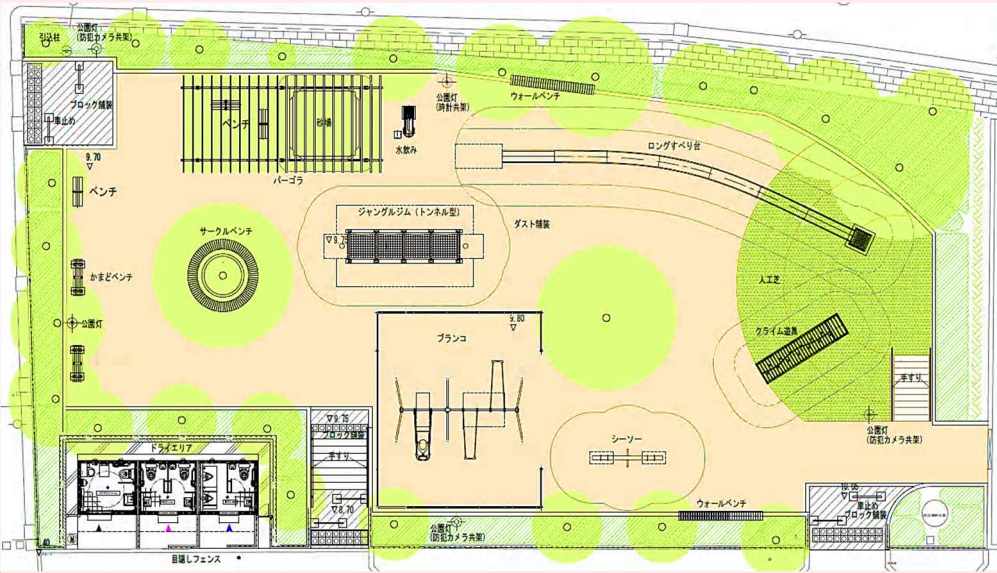 引込柱
公園灯
(防犯カメラ共架)
ブロック舗装
車止め
9.70
ベンチ
砂場
パーゴラ
水飲み
公園灯
(時計共架)
ウォールベンチ
ロングすべり台
ベンチ
サークルベンチ
かまどベンチ
公園灯
ジャングルジム(トンネル型)
ダスト舗装
人工芝
クライム遊具
手すり
公園灯
(防犯カメラ共架)
9.80
ブランコ
シーソー
ウォールベンチ
9.75
ブロック舗装
手すり
8.70
ドライエリア
目隠しフェンス
公園灯
(防犯カメラ共架)
10.05
車止め
ブロック舗装